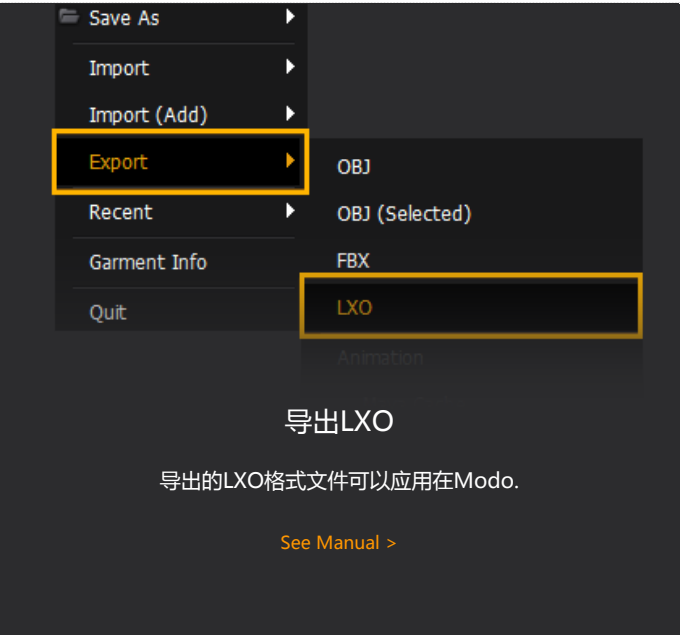 Save As
Import
Import (Add)
Export
OBJ
Recent
OBJ (Selected)
Garment Info
FBX
Quit
LXO
Animation
导出LXO
导出的LXO格式文件可以应用在Modo.
See Manual >